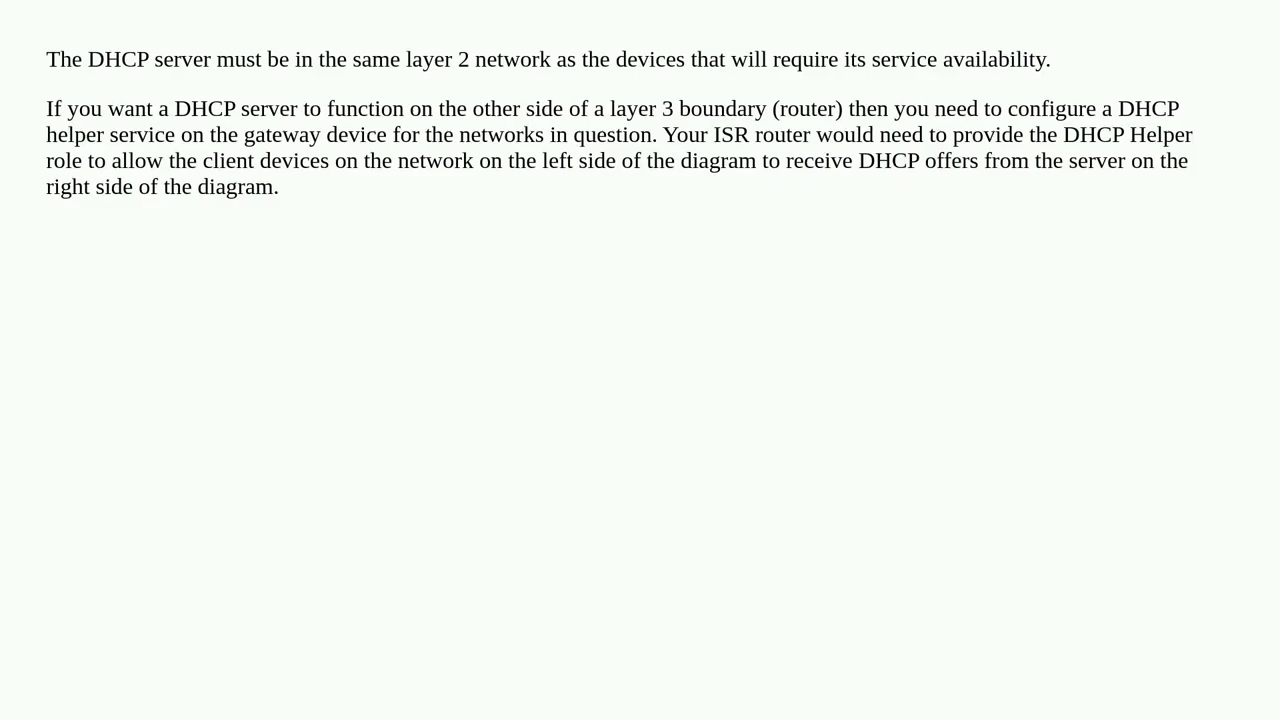 The DHCP server must be in the same layer 2 network as the devices that will require its service availability.
If you want a DHCP server to function on the other side of a layer 3 boundary (router) then you need to configure a DHCP
helper service on the gateway device for the networks in question. Your ISR router would need to provide the DHCP Helper
role to allow the client devices on the network on the left side of the diagram to receive DHCP offers from the server on the
right side of the diagram.